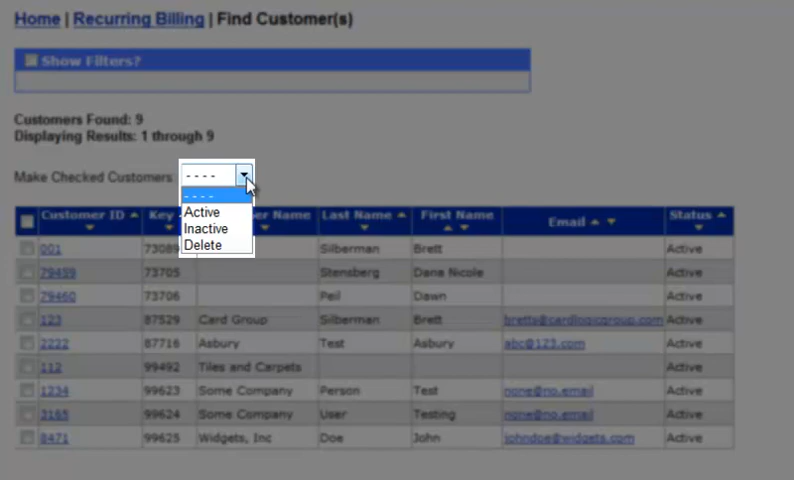 Home | Recurring Billing | Find Customer(s)
Show Filters?
Customers Found: 9
Displaying Results: 1 through 9
Make Checked Customers: - - - -
- - - -
Active
Inactive
Delete
Customer ID Key er Name Last Name First Name Email Status
001 73089 Silberman Brett Active
79459 73705 Stensberg Dana Nicole Active
79460 73706 Peil Dawn Active
123 87529 Card Group Silberman Brett bretts@cardlogicgroup.com Active
2222 87716 Asbury Test Asbury abc@123.com Active
112 99492 Tiles and Carpets Active
1234 99623 Some Company Person Test none@no.email Active
3165 99624 Some Company User Testing none@no.email Active
8471 99625 Widgets, Inc Doe John johndoe@widgets.com Active